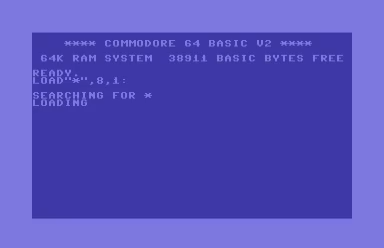 **** COMMODORE 64 BASIC V2 ****
64K RAM SYSTEM  38911 BASIC BYTES FREE
READY.
LOAD"*",8,1:
SEARCHING FOR *
LOADING